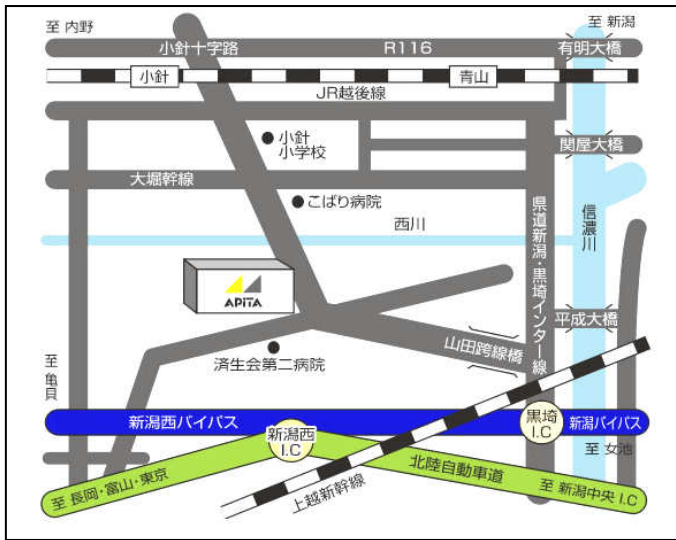 至 内野
至 新潟
小針十字路
R116
有明大橋
小針
青山
JR越後線
小針
小学校
関屋大橋
大堀幹線
こばり病院
西川
県道新潟・黒埼インター線
信濃川
APiTA
平成大橋
山田跨線橋
済生会第二病院
至 亀貝
新潟西バイパス
新潟西
I.C
黒埼
I.C
新潟バイパス
至 女池
北陸自動車道
至 長岡・富山・東京
上越新幹線
至 新潟中央 I.C